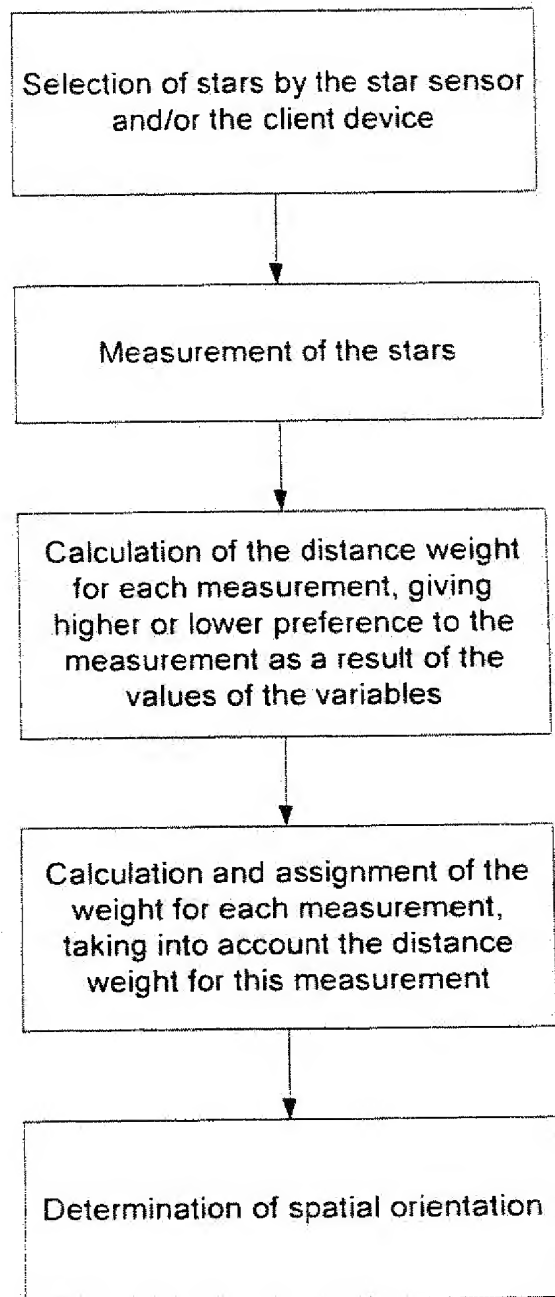 Selection of stars by the star sensor
and/or the client device
Measurement of the stars
Calculation of the distance weight
for each measurement, giving
higher or lower preference to the
measurement as a result of the
values of the variables
Calculation and assignment of the
weight for each measurement,
taking into account the distance
weight for this measurement
Determination of spatial orientation